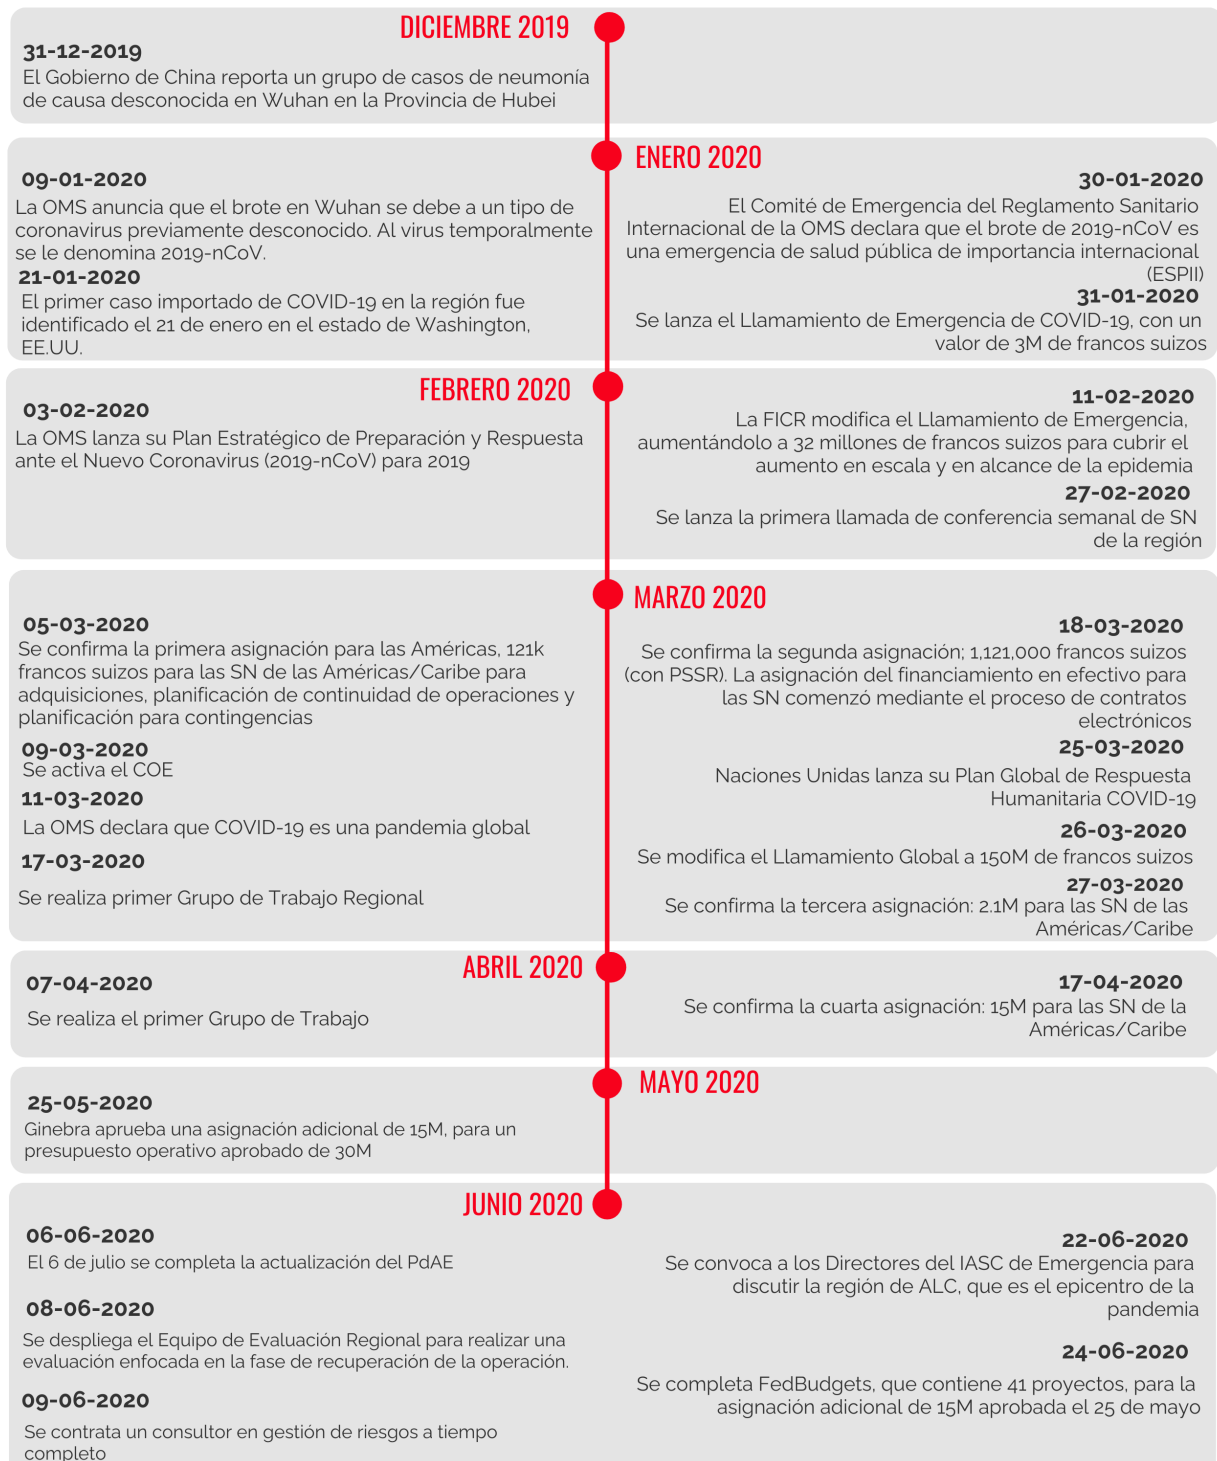 DICIEMBRE 2019
31-12-2019
El Gobierno de China reporta un grupo de casos de neumonía
de causa desconocida en Wuhan en la Provincia de Hubei
ENERO 2020
09-01-2020
La OMS anuncia que el brote en Wuhan se debe a un tipo de
coronavirus previamente desconocido. Al virus temporalmente
se le denomina 2019-nCoV.
21-01-2020
El primer caso importado de COVID-19 en la región fue
identificado el 21 de enero en el estado de Washington,
EE.UU.
30-01-2020
El Comité de Emergencia del Reglamento Sanitario
Internacional de la OMS declara que el brote de 2019-nCoV es
una emergencia de salud pública de importancia internacional
(ESPII)
31-01-2020
Se lanza el Llamamiento de Emergencia de COVID-19, con un
valor de 3M de francos suizos
FEBRERO 2020
03-02-2020
La OMS lanza su Plan Estratégico de Preparación y Respuesta
ante el Nuevo Coronavirus (2019-nCoV) para 2019
11-02-2020
La FICR modifica el Llamamiento de Emergencia,
aumentándolo a 32 millones de francos suizos para cubrir el
aumento en escala y en alcance de la epidemia
27-02-2020
Se lanza la primera llamada de conferencia semanal de SN
de la región
MARZO 2020
05-03-2020
Se confirma la primera asignación para las Américas, 121k
francos suizos para las SN de las Américas/Caribe para
adquisiciones, planificación de continuidad de operaciones y
planificación para contingencias
09-03-2020
Se activa el COE
11-03-2020
La OMS declara que COVID-19 es una pandemia global
17-03-2020
Se realiza primer Grupo de Trabajo Regional
18-03-2020
Se confirma la segunda asignación; 1,121,000 francos suizos
(con PSSR). La asignación del financiamiento en efectivo para
las SN comenzó mediante el proceso de contratos
electrónicos
25-03-2020
Naciones Unidas lanza su Plan Global de Respuesta
Humanitaria COVID-19
26-03-2020
Se modifica el Llamamiento Global a 150M de francos suizos
27-03-2020
Se confirma la tercera asignación: 2.1M para las SN de las
Américas/Caribe
ABRIL 2020
07-04-2020
Se realiza el primer Grupo de Trabajo
17-04-2020
Se confirma la cuarta asignación: 15M para las SN de la
Américas/Caribe
MAYO 2020
25-05-2020
Ginebra aprueba una asignación adicional de 15M, para un
presupuesto operativo aprobado de 30M
JUNIO 2020
06-06-2020
El 6 de julio se completa la actualización del PdAE
08-06-2020
Se despliega el Equipo de Evaluación Regional para realizar una
evaluación enfocada en la fase de recuperación de la operación.
09-06-2020
Se contrata un consultor en gestión de riesgos a tiempo
completo
22-06-2020
Se convoca a los Directores del IASC de Emergencia para
discutir la región de ALC, que es el epicentro de la
pandemia
24-06-2020
Se completa FedBudgets, que contiene 41 proyectos, para la
asignación adicional de 15M aprobada el 25 de mayo